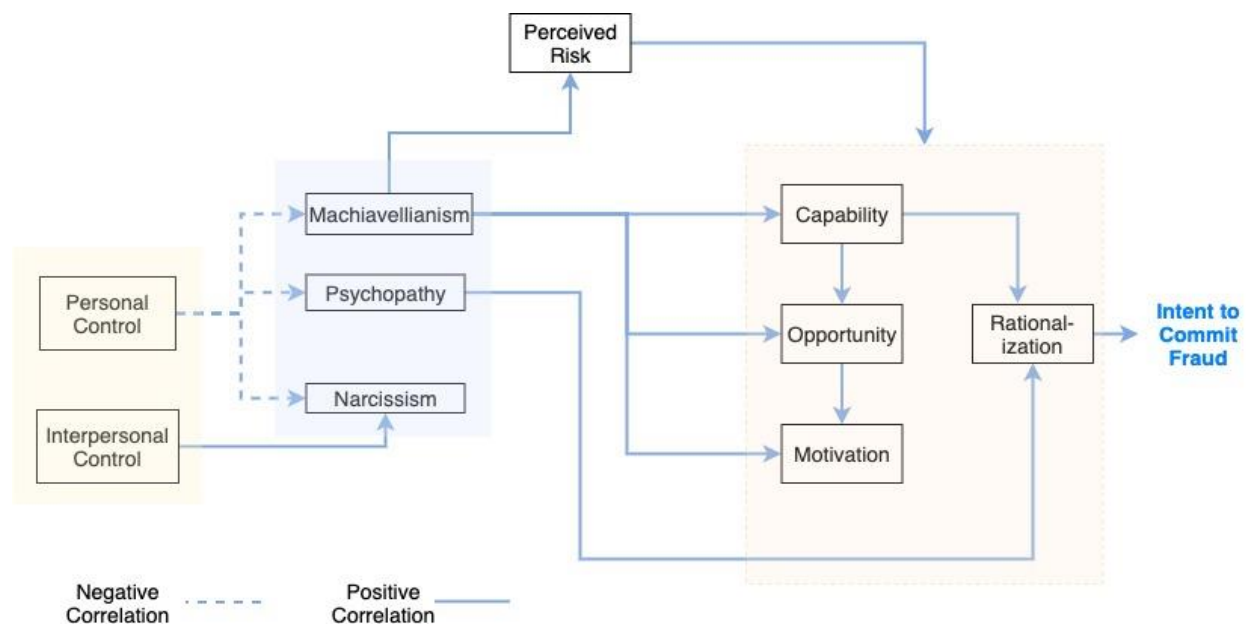 Perceived
Risk
Machiavellianism
Capability
Personal
Control
Psychopathy
Opportunity
Rational-
ization
Intent to
Commit
Fraud
Narcissism
Interpersonal
Control
Motivation
Negative
Correlation
Positive
Correlation